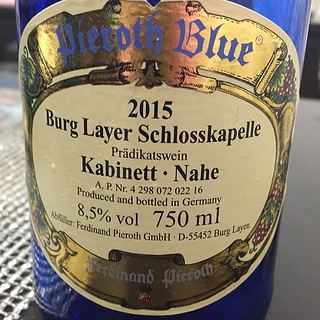 Pieroth Blue®
2015
Burg Layer Schlosskapelle
Prädikatswein
Kabinett · Nahe
A. P. Nr. 4 298 072 022 16
Produced and bottled in Germany
8,5% vol 750 ml
Abfüller: Ferdinand Pieroth GmbH · D-55452 Burg Layen
Ferdinand Pieroth